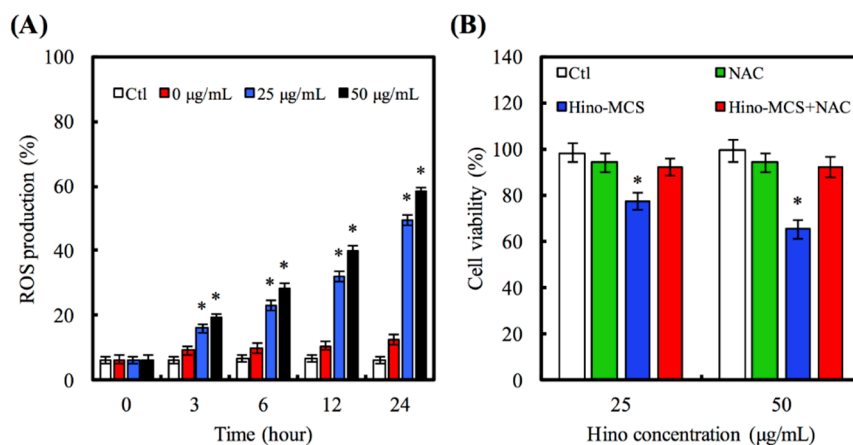 (A)
100
80
60
40
20
0
ROS production (%)
Ctl 0 μg/mL 25 μg/mL 50 μg/mL
* * * * * * * *
0 3 6 12 24
Time (hour)
(B)
140
120
100
80
60
40
20
0
Cell viability (%)
Ctl NAC
Hino-MCS Hino-MCS+NAC
* *
25 50
Hino concentration (μg/mL)